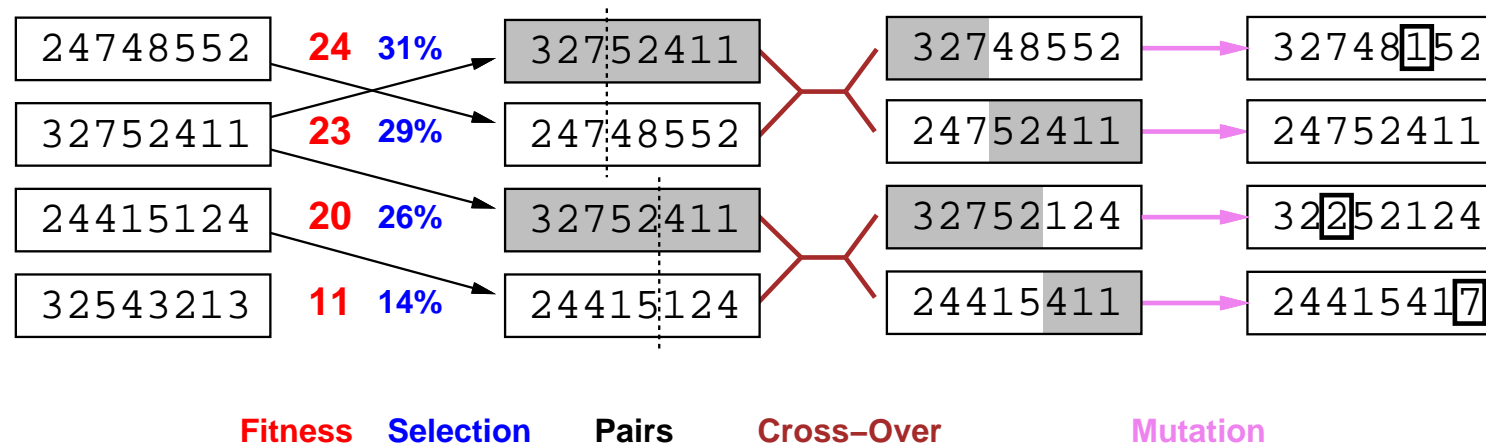 24748552 24 31% 32752411 32748552 32748152
32752411 23 29% 24748552 24752411 24752411
24415124 20 26% 32752411 32752124 32252124
32543213 11 14% 24415124 24415411 24415417
Fitness Selection Pairs Cross–Over Mutation